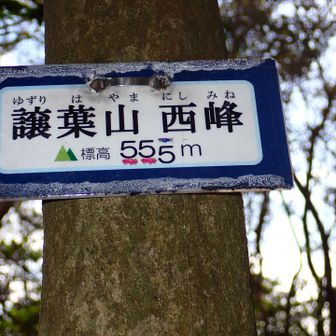 ゆずり は やま にし みね
譲葉山 西峰
標高 555m